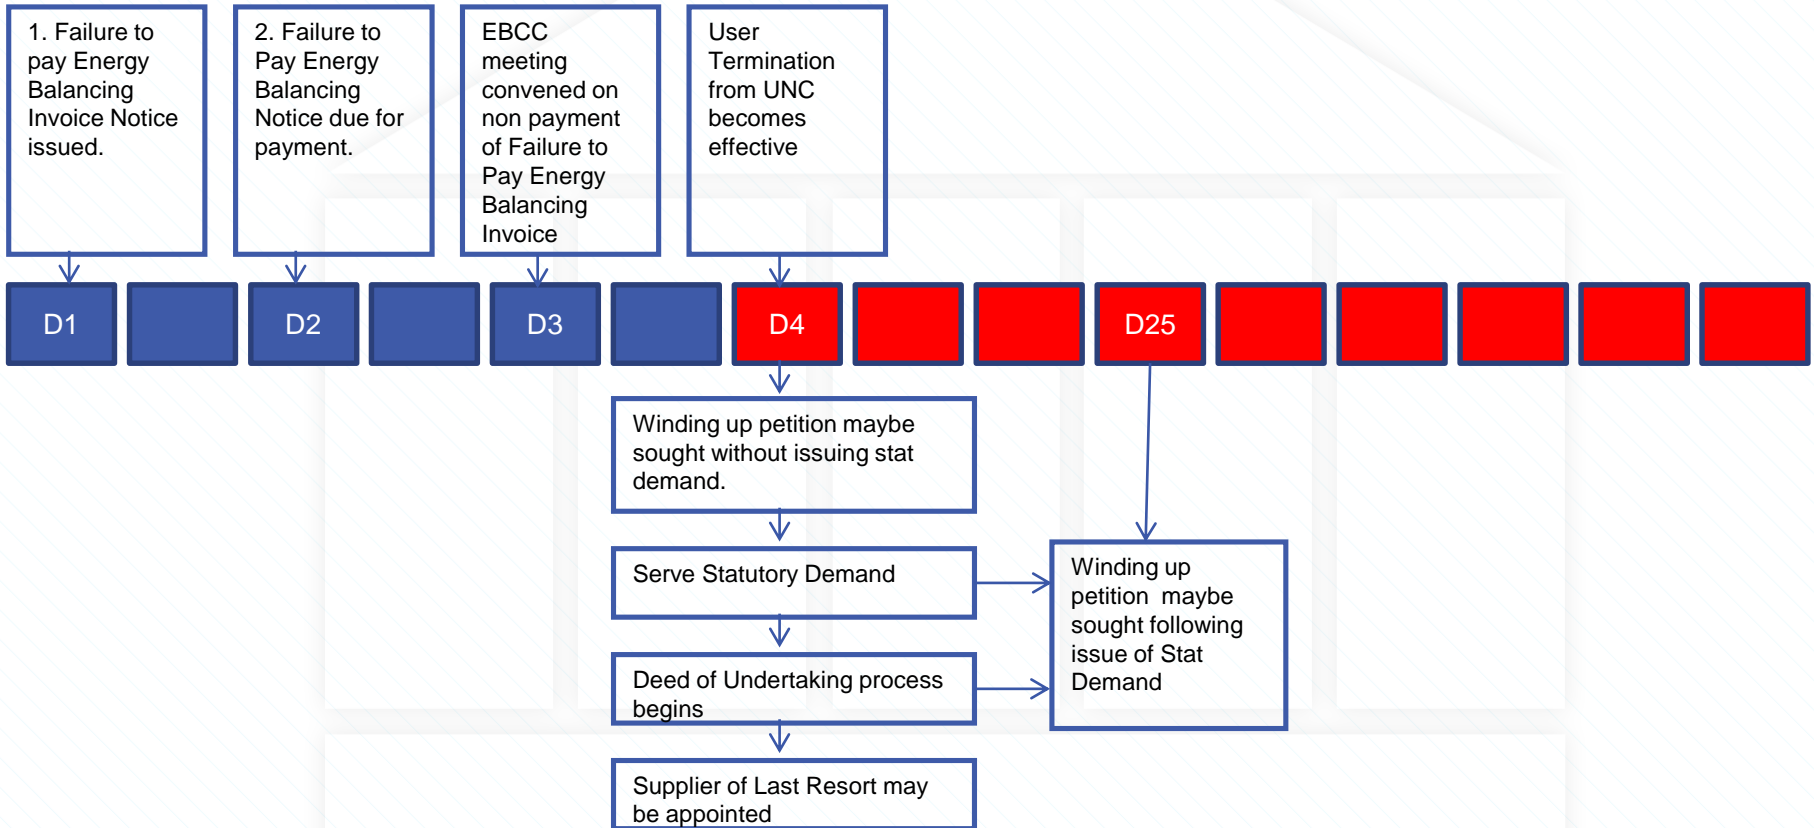 1. Failure to
pay Energy
Balancing
Invoice Notice
issued.
2. Failure to
Pay Energy
Balancing
Notice due for
payment.
EBCC
meeting
convened on
non payment
of Failure to
Pay Energy
Balancing
Invoice
User
Termination
from UNC
becomes
effective
D1
D2
D3
D4
D25
Winding up petition maybe
sought without issuing stat
demand.
Serve Statutory Demand
Deed of Undertaking process
begins
Supplier of Last Resort may
be appointed
Winding up
petition maybe
sought following
issue of Stat
Demand